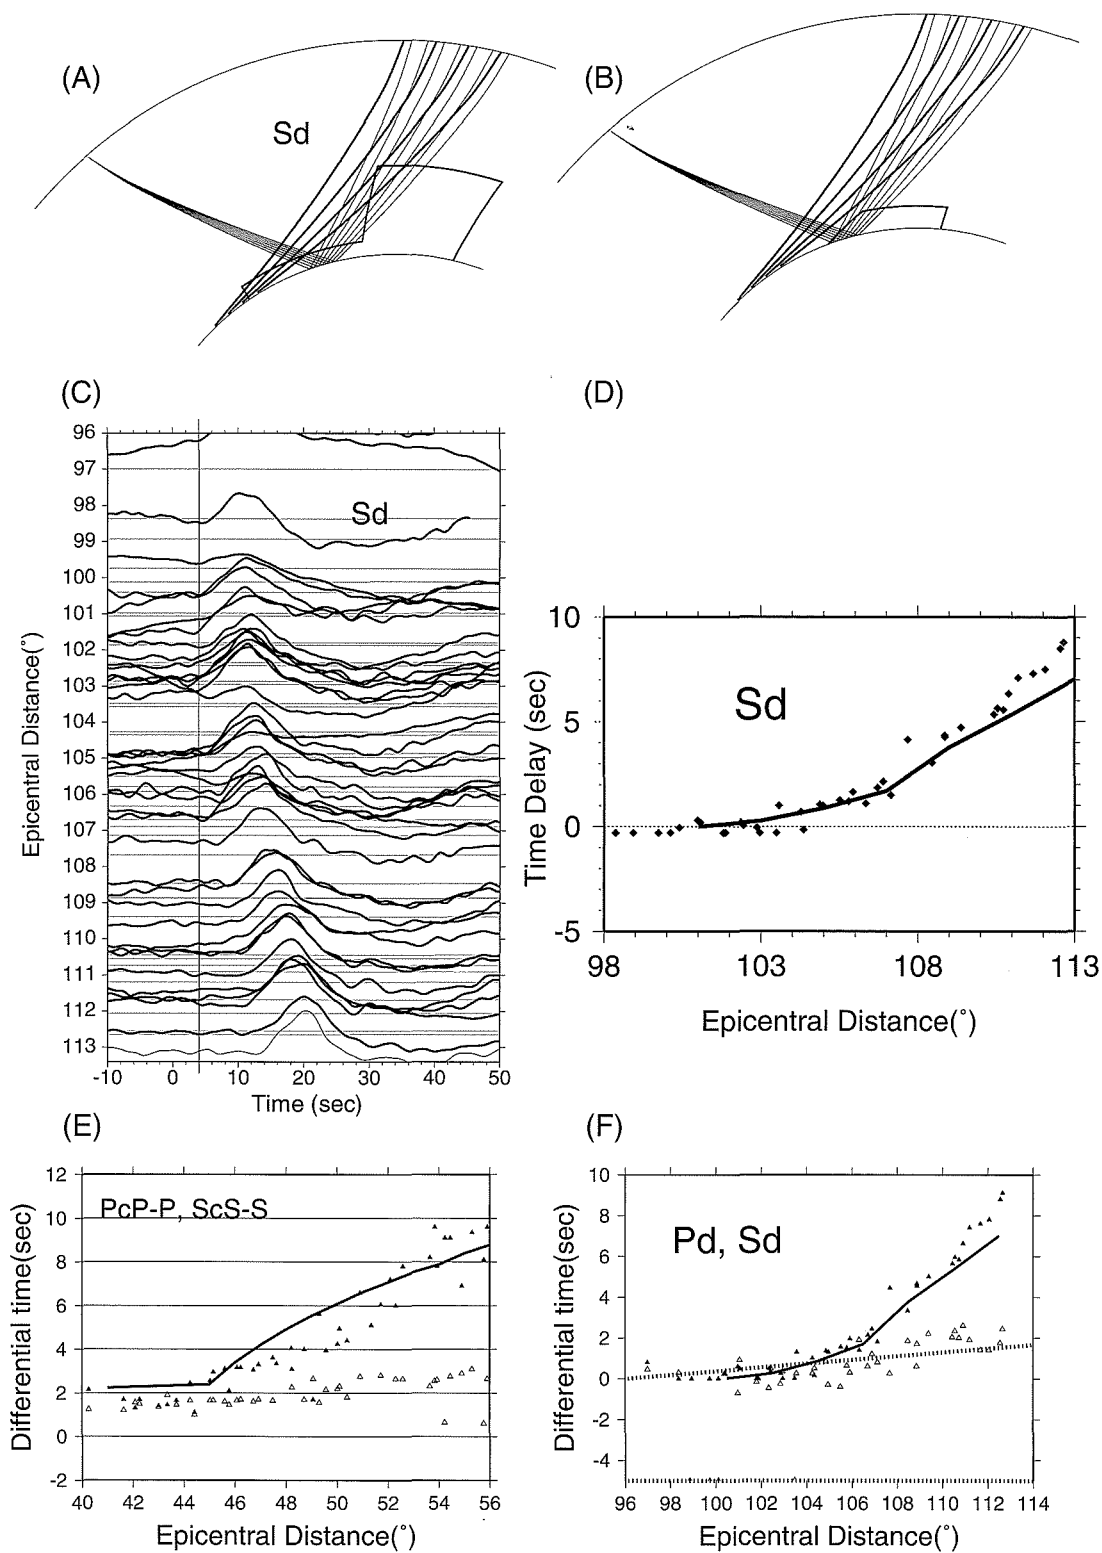 (A)
Sd
(B)
(C)
Epicentral Distance(°)
96
97
98
99
100
101
102
103
104
105
106
107
108
109
110
111
112
113
Sd
-10 0 10 20 30 40 50
Time (sec)
(D)
Time Delay (sec)
10
5
0
-5
Sd
98 103 108 113
Epicentral Distance(°)
(E)
Differential time(sec)
12
10
8
6
4
2
0
-2
PcP-P, ScS-S
40 42 44 46 48 50 52 54 56
Epicentral Distance(°)
(F)
Differential time(sec)
10
8
6
4
2
0
-2
-4
Pd, Sd
96 98 100 102 104 106 108 110 112 114
Epicentral Distance(°)